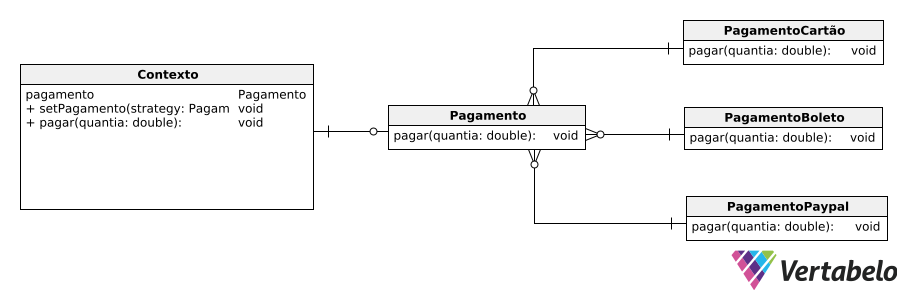 Contexto
pagamento Pagamento
+ setPagamento(strategy: Pagam void
+ pagar(quantia: double): void
Pagamento
pagar(quantia: double): void
PagamentoCartão
pagar(quantia: double): void
PagamentoBoleto
pagar(quantia: double): void
PagamentoPaypal
pagar(quantia: double): void
Vertabelo